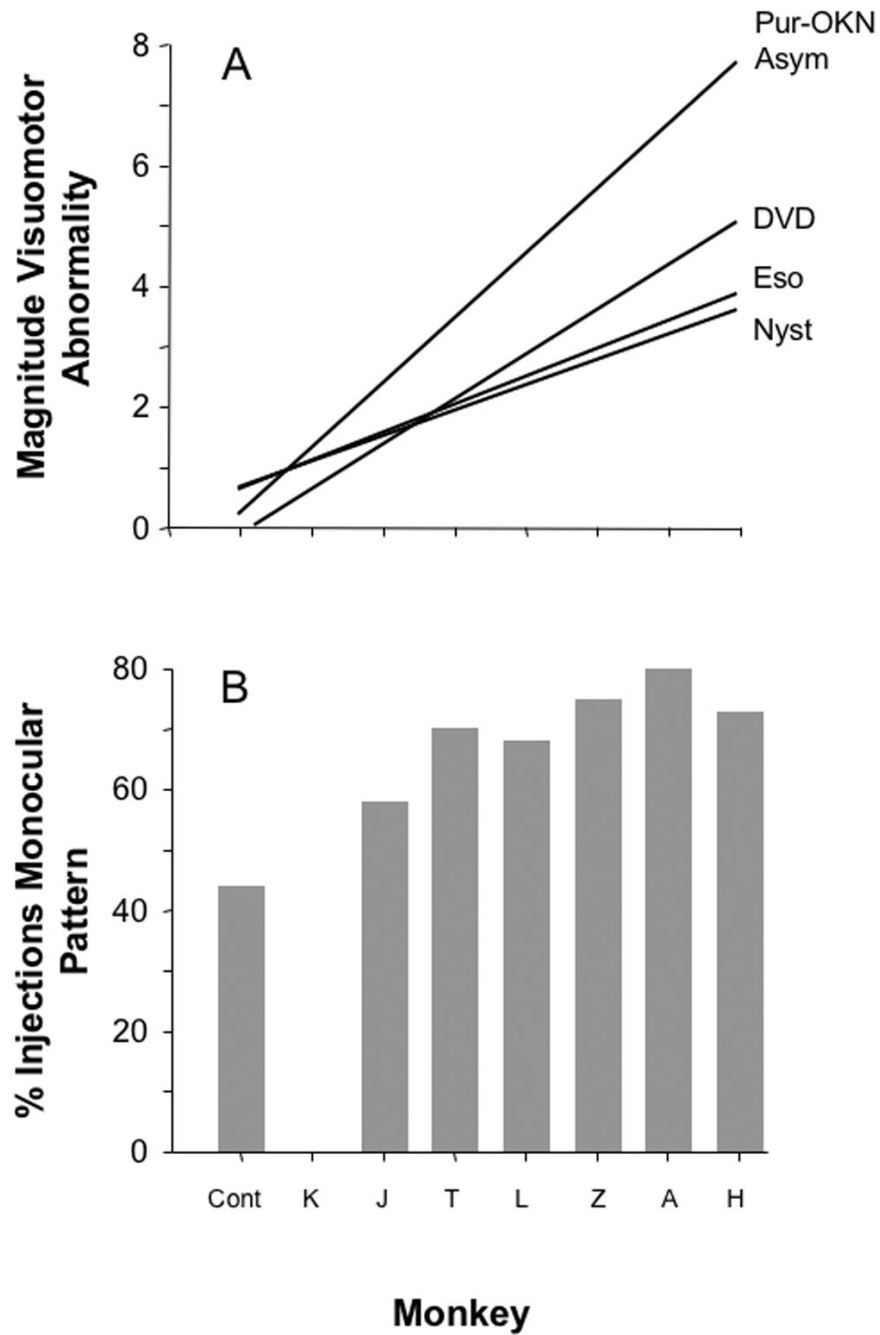 A
Magnitude Visuomotor
Abnormality
8
6
4
2
0
Pur-OKN
Asym
DVD
Eso
Nyst
B
% Injections Monocular
Pattern
80
60
40
20
0
Cont K J T L Z A H
Monkey